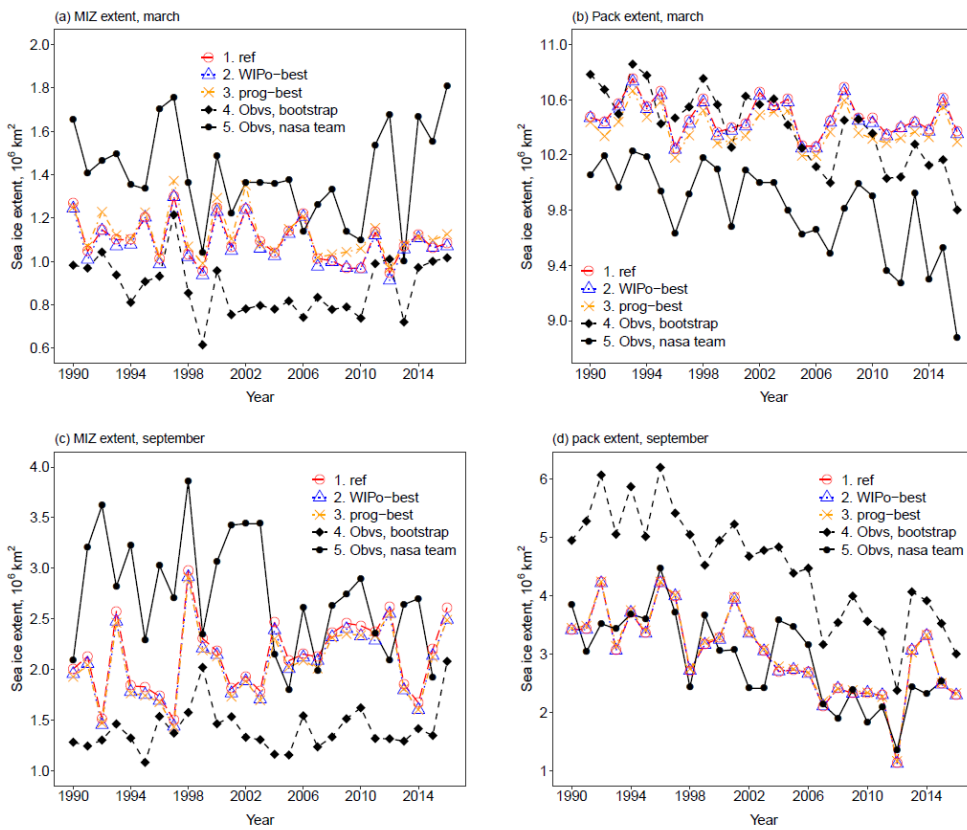 (a) MIZ extent, march
Sea ice extent, 10⁶ km²
2.0
1.8
1.6
1.4
1.2
1.0
0.8
0.6
1. ref
2. WIPo-best
3. prog-best
4. Obvs, bootstrap
5. Obvs, nasa team
1990 1994 1998 2002 2006 2010 2014
Year
(b) Pack extent, march
Sea ice extent, 10⁶ km²
11.0
10.6
10.2
9.8
9.4
9.0
1. ref
2. WIPo-best
3. prog-best
4. Obvs, bootstrap
5. Obvs, nasa team
1990 1994 1998 2002 2006 2010 2014
Year
(c) MIZ extent, september
Sea ice extent, 10⁶ km²
4.0
3.5
3.0
2.5
2.0
1.5
1.0
1. ref
2. WIPo-best
3. prog-best
4. Obvs, bootstrap
5. Obvs, nasa team
1990 1994 1998 2002 2006 2010 2014
Year
(d) pack extent, september
Sea ice extent, 10⁶ km²
6
5
4
3
2
1
1. ref
2. WIPo-best
3. prog-best
4. Obvs, bootstrap
5. Obvs, nasa team
1990 1994 1998 2002 2006 2010 2014
Year